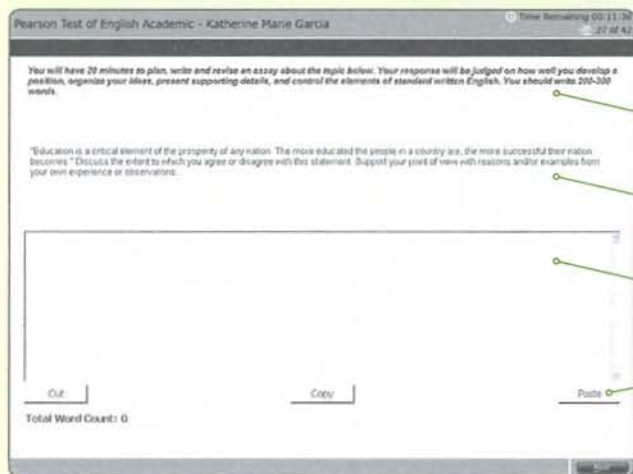 Pearson Test of English Academic - Katherine Marie Garcia
Time Remaining 00:11:
27 of 42
You will have 20 minutes to plan, write and revise an essay about the topic below. Your response will be judged on how well you develop a
position, organize your ideas, present supporting details, and control the elements of standard written English. You should write 200-300
words.
"Education is a critical element of the prosperity of any nation. The more educated the people in a country are, the more successful their nation
becomes." Discuss the extent to which you agree or disagree with this statement. Support your point of view with reasons and/or examples from
your own experience or observations.
Cut
Copy
Paste
Total Word Count: 0